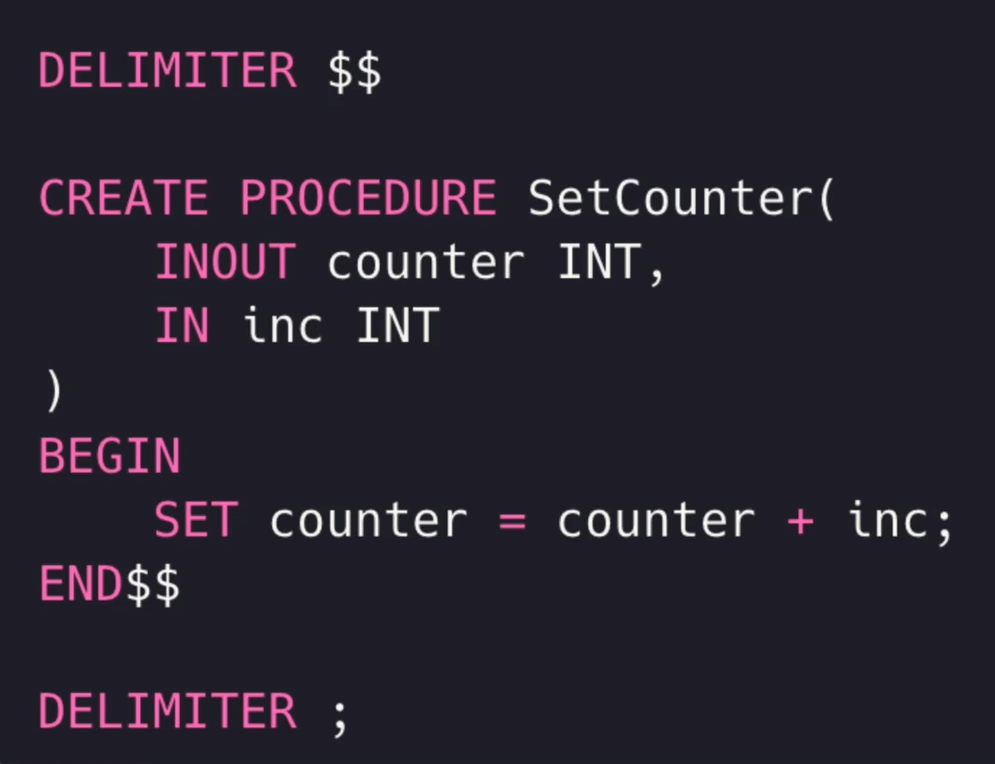 DELIMITER $$
CREATE PROCEDURE SetCounter(
    INOUT counter INT,
    IN inc INT
)
BEGIN
    SET counter = counter + inc;
END$$
DELIMITER ;